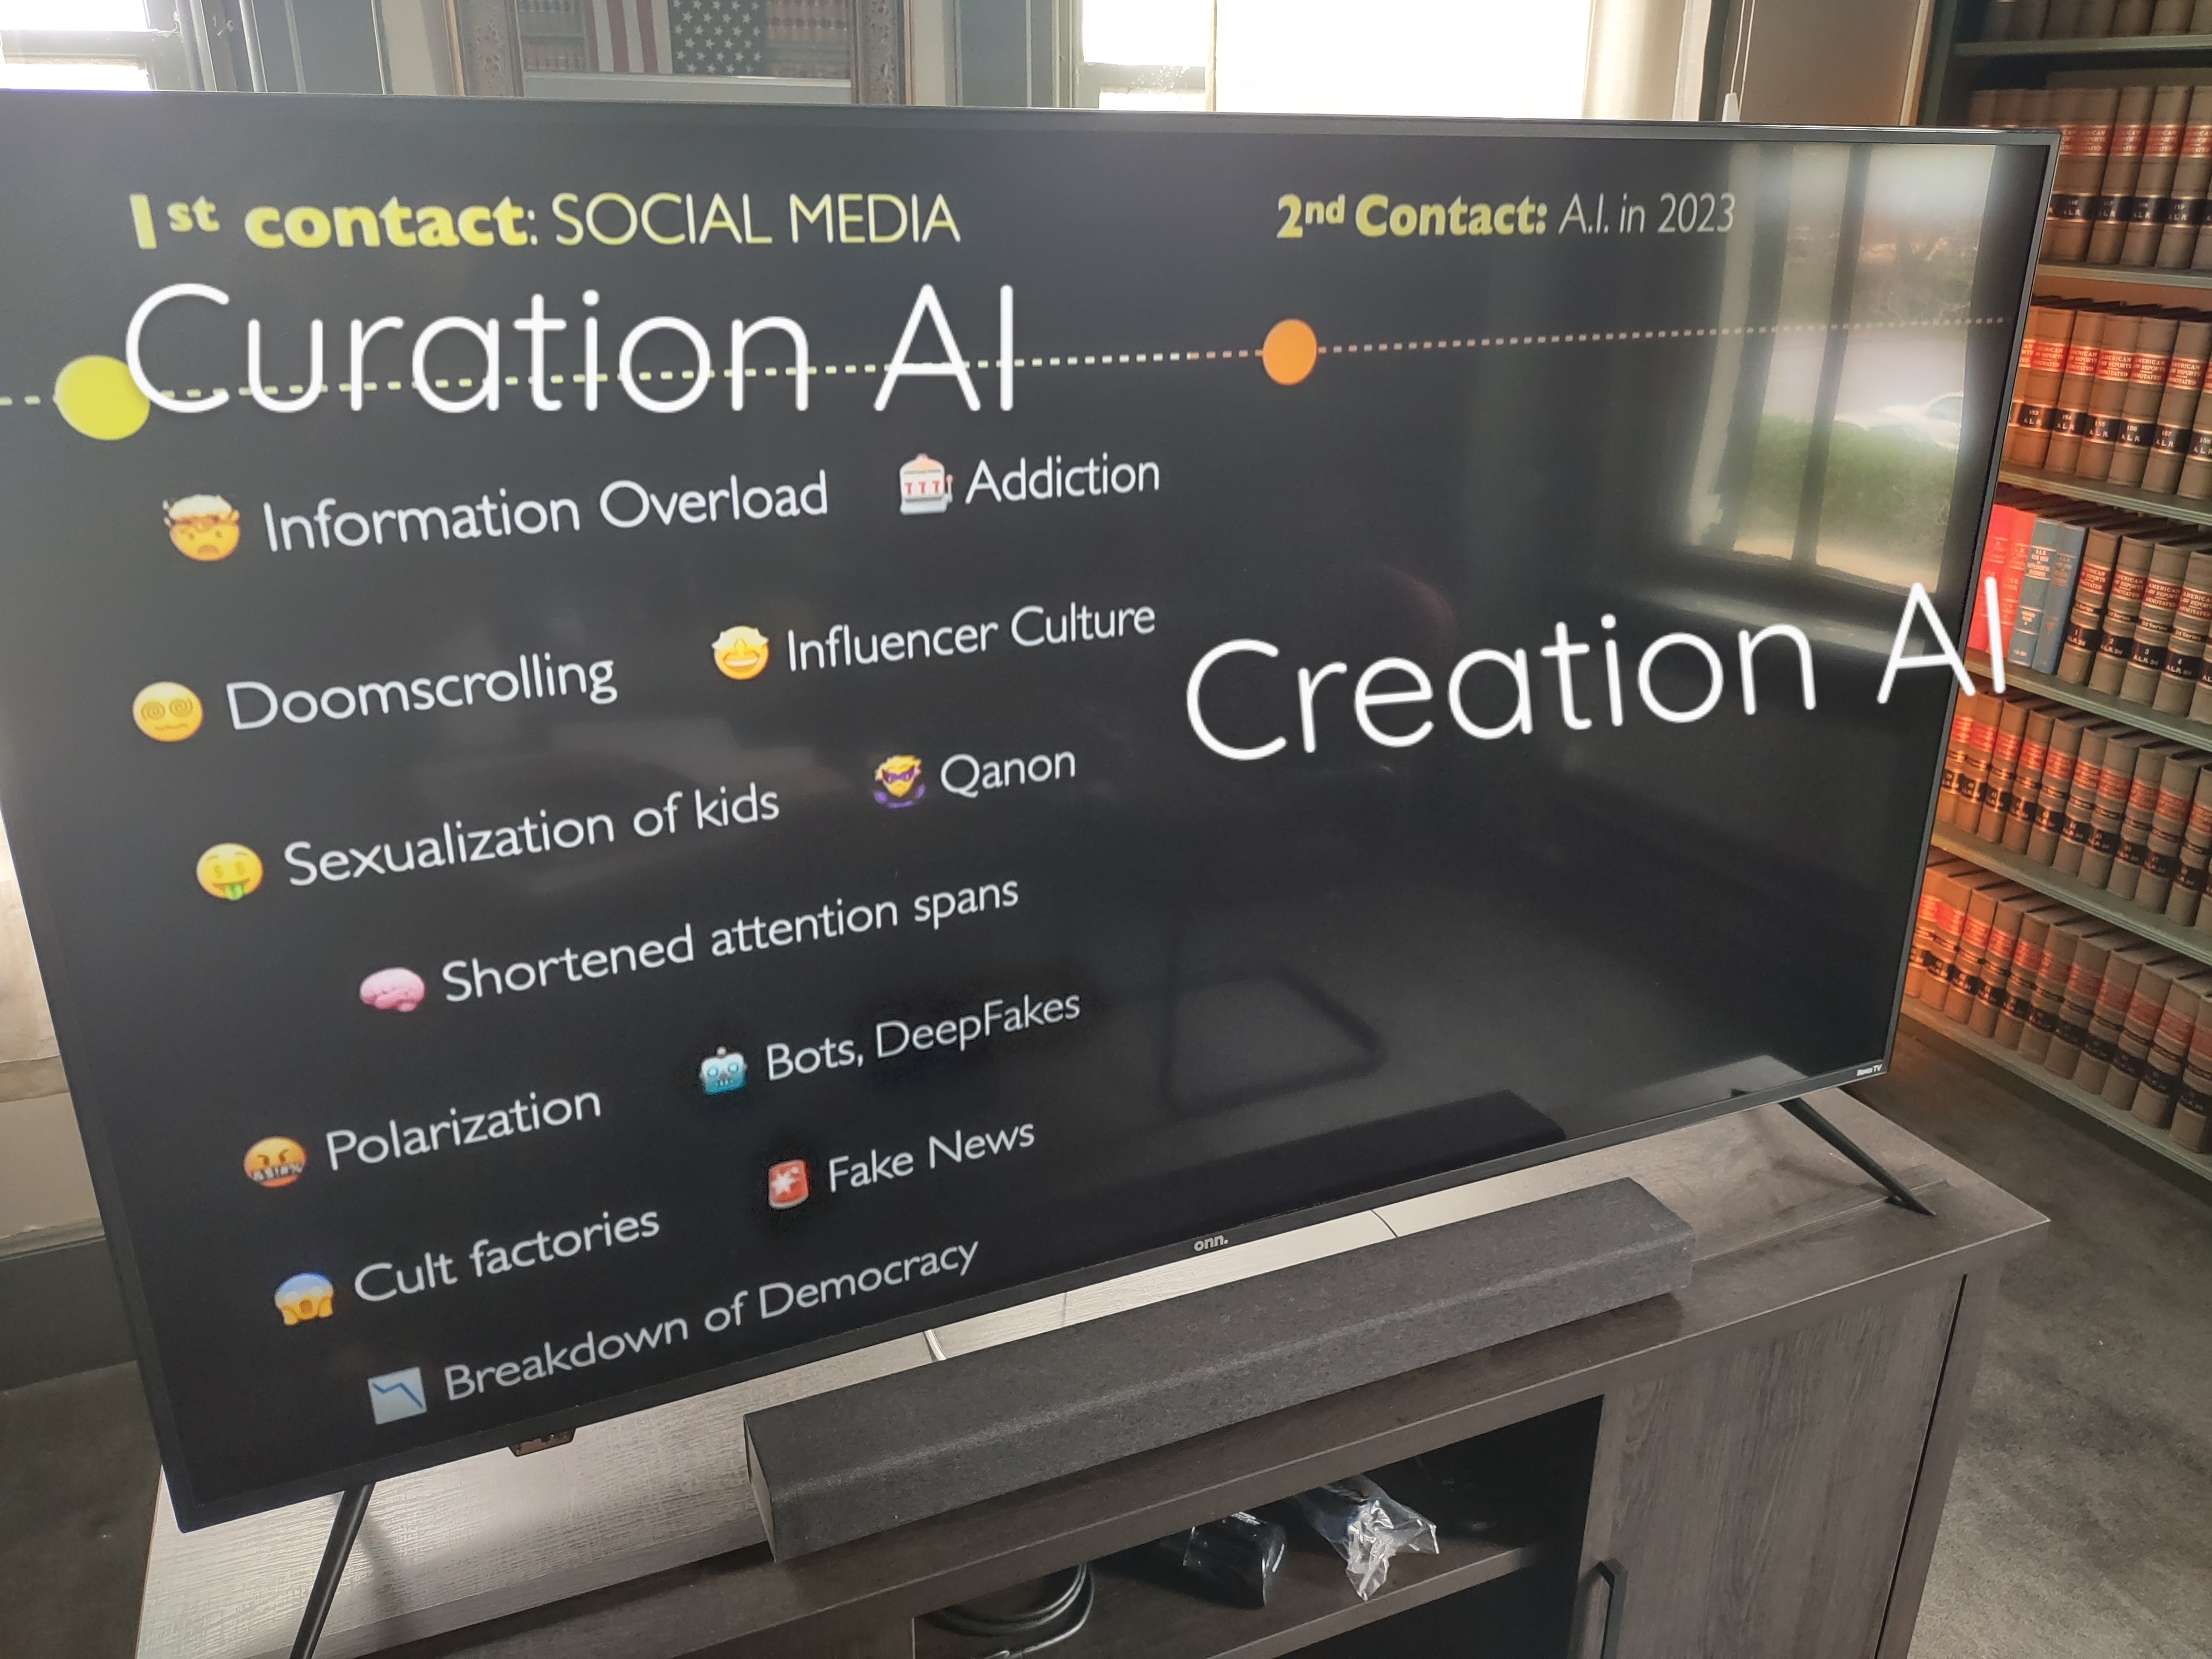 1st contact: SOCIAL MEDIA
2nd Contact: A.I. in 2023
Curation AI
Information Overload
Addiction
Doomscrolling
Influencer Culture
Creation AI
Sexualization of kids
Qanon
Shortened attention spans
Polarization
Bots, DeepFakes
Cult factories
Fake News
Breakdown of Democracy
onn.
Roku TV